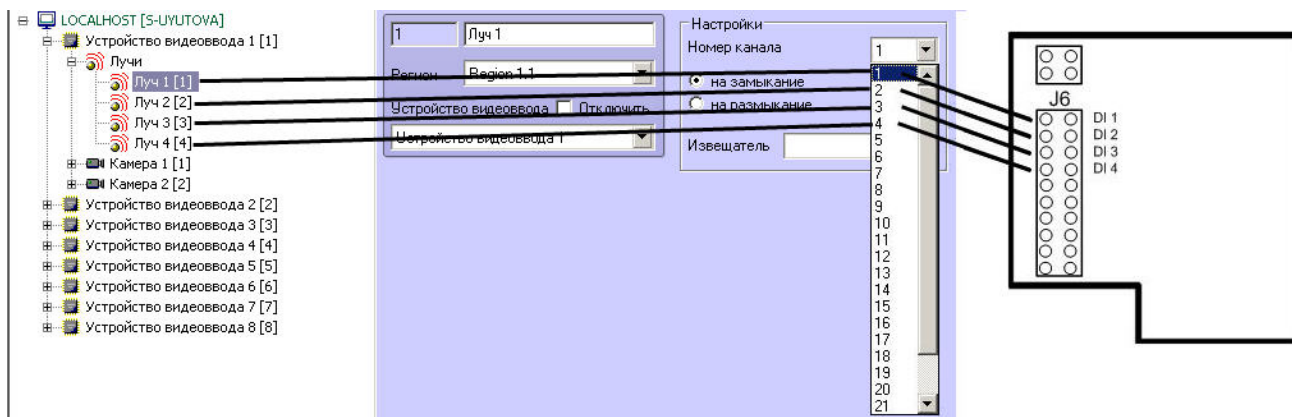 LOCALHOST [S-UYUTOVA]
Устройство видеоввода 1 [1]
Лучи
Луч 1 [1]
Луч 2 [2]
Луч 3 [3]
Луч 4 [4]
Камера 1 [1]
Камера 2 [2]
Устройство видеоввода 2 [2]
Устройство видеоввода 3 [3]
Устройство видеоввода 4 [4]
Устройство видеоввода 5 [5]
Устройство видеоввода 6 [6]
Устройство видеоввода 7 [7]
Устройство видеоввода 8 [8]
1
Луч 1
Регион
Region 1.1
Устройство видеоввода
Отключить
Устройство видеоввода 1
Настройки
Номер канала
1
на замыкание
на размыкание
Извещатель
1
2
3
4
5
6
7
8
9
10
11
12
13
14
15
16
17
18
19
20
21
J6
DI 1
DI 2
DI 3
DI 4